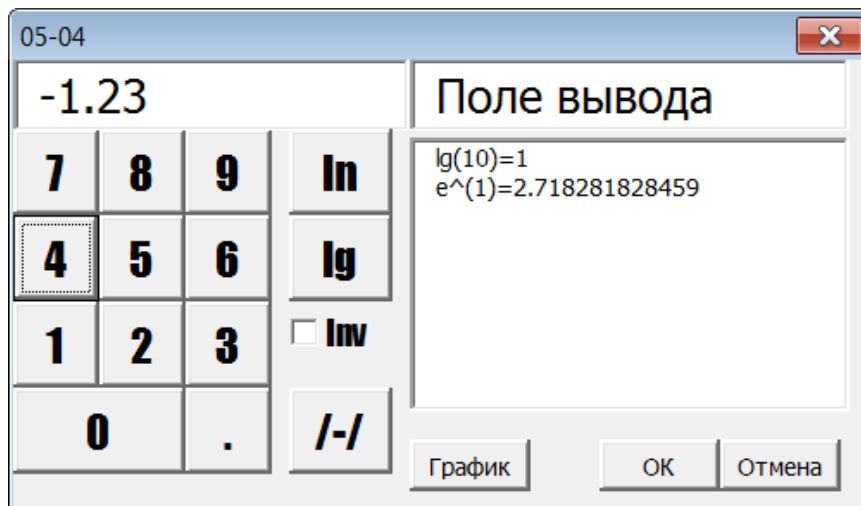 05-04
-1.23
Поле вывода
7 8 9 ln
4 5 6 lg
1 2 3 Inv
0 . /-/
lg(10)=1
e^(1)=2.718281828459
График ОК Отмена